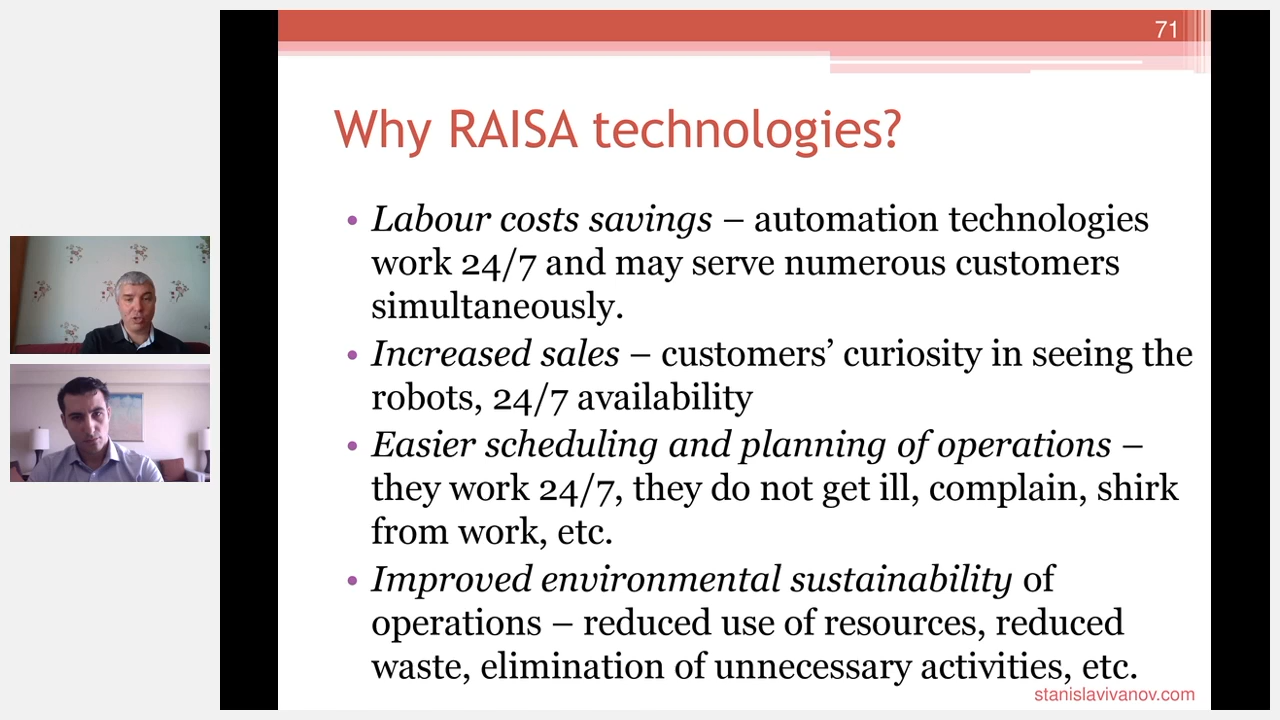 71
Why RAISA technologies?
• Labour costs savings – automation technologies
work 24/7 and may serve numerous customers
simultaneously.
• Increased sales – customers’ curiosity in seeing the
robots, 24/7 availability
• Easier scheduling and planning of operations –
they work 24/7, they do not get ill, complain, shirk
from work, etc.
• Improved environmental sustainability of
operations – reduced use of resources, reduced
waste, elimination of unnecessary activities, etc.
stanislavivanov.com